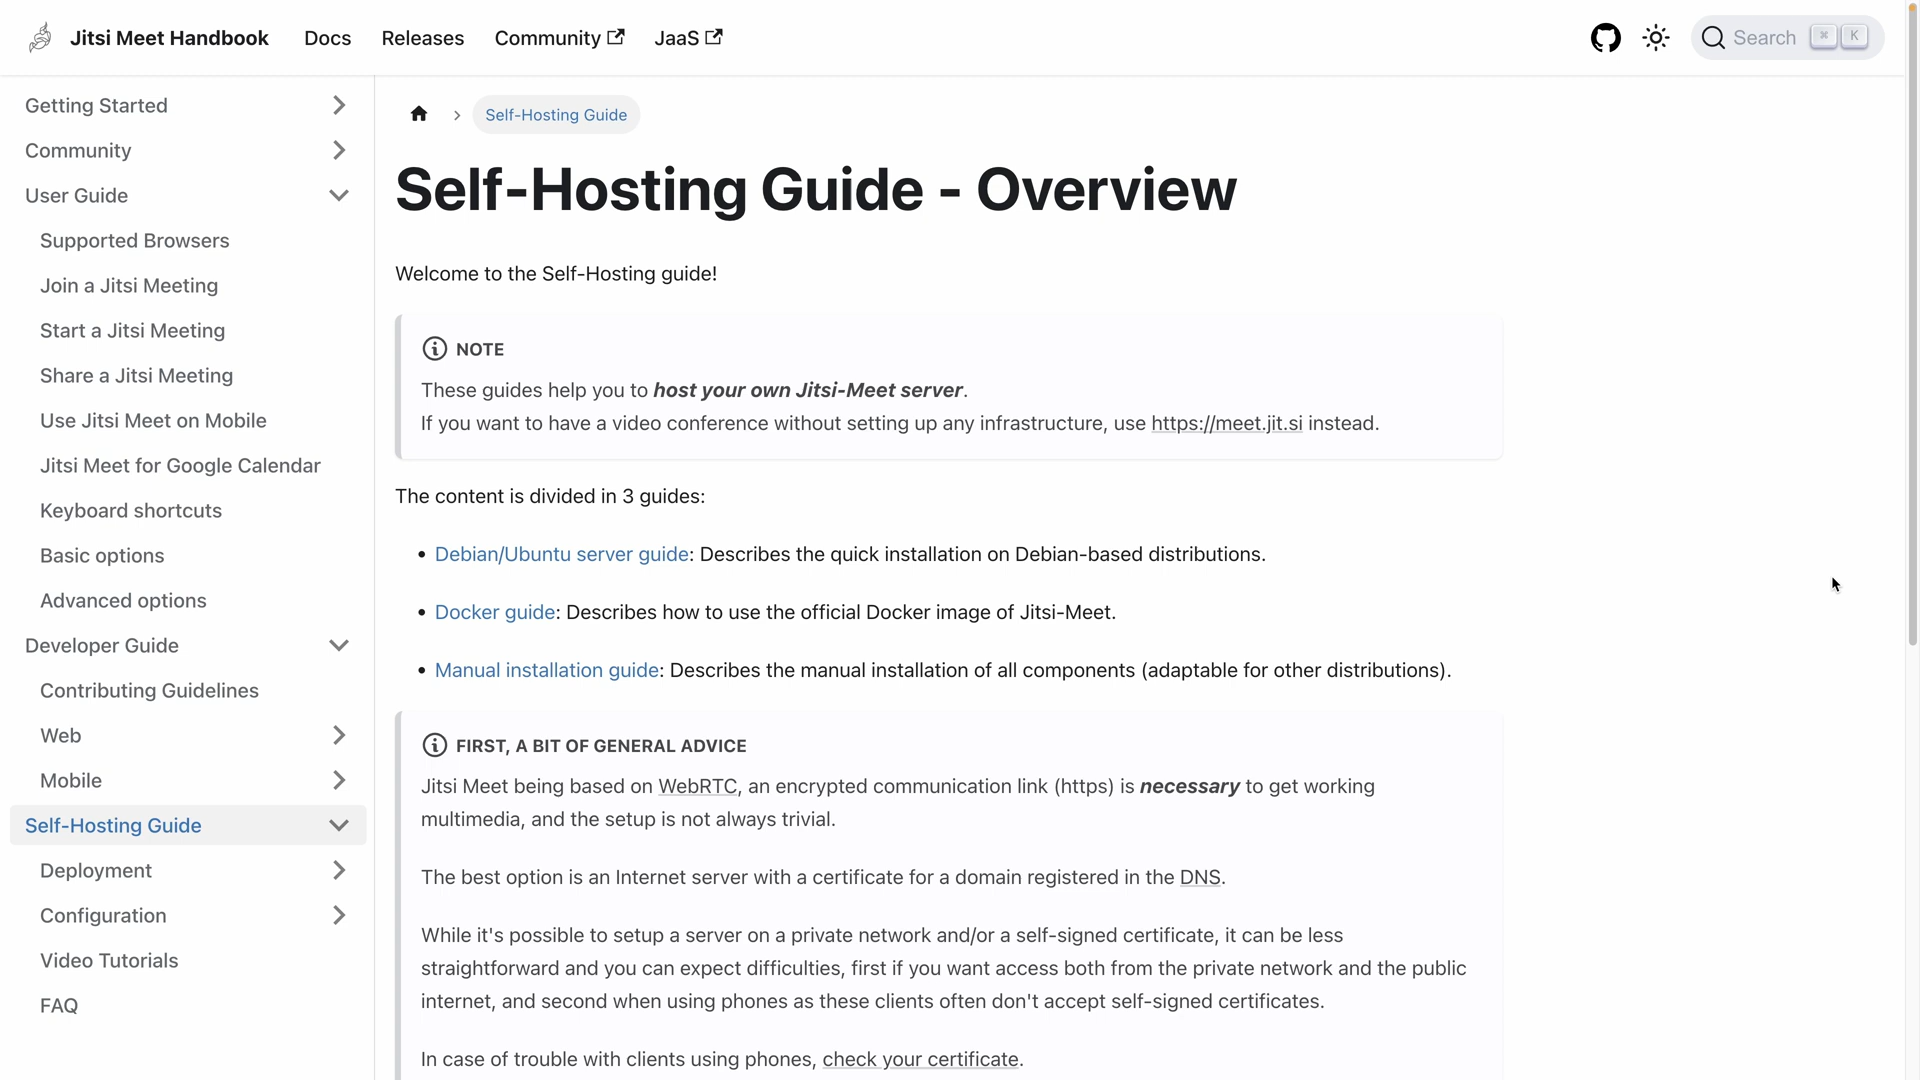 Jitsi Meet Handbook Docs Releases Community JaaS Search ⌘ K
Getting Started
Community
User Guide
Supported Browsers
Join a Jitsi Meeting
Start a Jitsi Meeting
Share a Jitsi Meeting
Use Jitsi Meet on Mobile
Jitsi Meet for Google Calendar
Keyboard shortcuts
Basic options
Advanced options
Developer Guide
Contributing Guidelines
Web
Mobile
Self-Hosting Guide
Deployment
Configuration
Video Tutorials
FAQ
Self-Hosting Guide
Self-Hosting Guide - Overview
Welcome to the Self-Hosting guide!
NOTE
These guides help you to host your own Jitsi-Meet server.
If you want to have a video conference without setting up any infrastructure, use https://meet.jit.si instead.
The content is divided in 3 guides:
• Debian/Ubuntu server guide: Describes the quick installation on Debian-based distributions.
• Docker guide: Describes how to use the official Docker image of Jitsi-Meet.
• Manual installation guide: Describes the manual installation of all components (adaptable for other distributions).
FIRST, A BIT OF GENERAL ADVICE
Jitsi Meet being based on WebRTC, an encrypted communication link (https) is necessary to get working
multimedia, and the setup is not always trivial.
The best option is an Internet server with a certificate for a domain registered in the DNS.
While it's possible to setup a server on a private network and/or a self-signed certificate, it can be less
straightforward and you can expect difficulties, first if you want access both from the private network and the public
internet, and second when using phones as these clients often don't accept self-signed certificates.
In case of trouble with clients using phones, check your certificate.